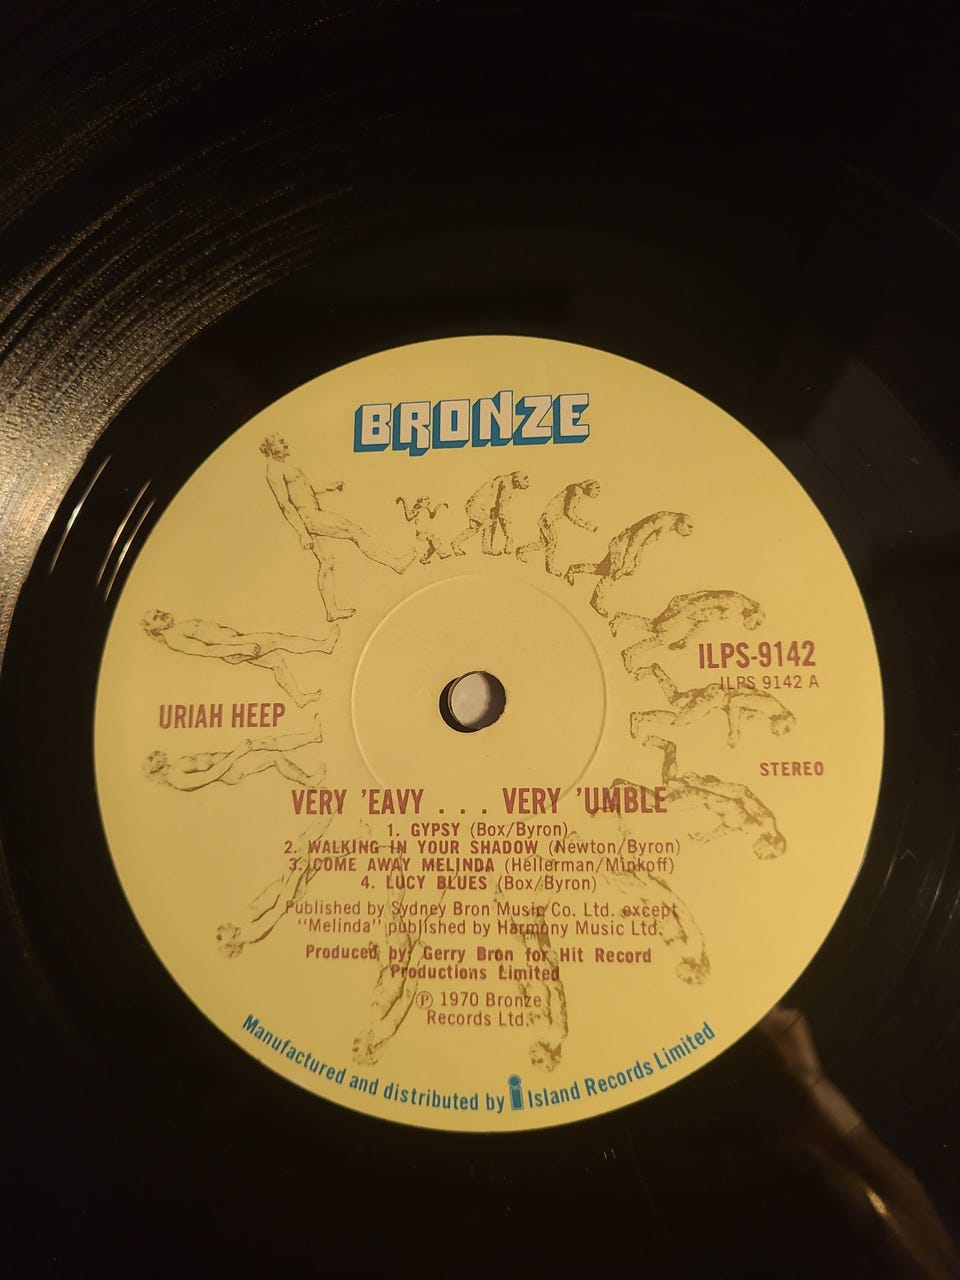 BRONZE
ILPS-9142
ILPS 9142 A
URIAH HEEP
STEREO
VERY 'EAVY . . . VERY 'UMBLE
1. GYPSY (Box/Byron)
2. WALKING IN YOUR SHADOW (Newton/Byron)
3. COME AWAY MELINDA (Hellerman/Minkoff)
4. LUCY BLUES (Box/Byron)
Published by Sydney Bron Music Co. Ltd. except
"Melinda" published by Harmony Music Ltd.
Produced by: Gerry Bron for Hit Record
Productions Limited
℗ 1970 Bronze
Records Ltd.
Manufactured and distributed by i Island Records Limited